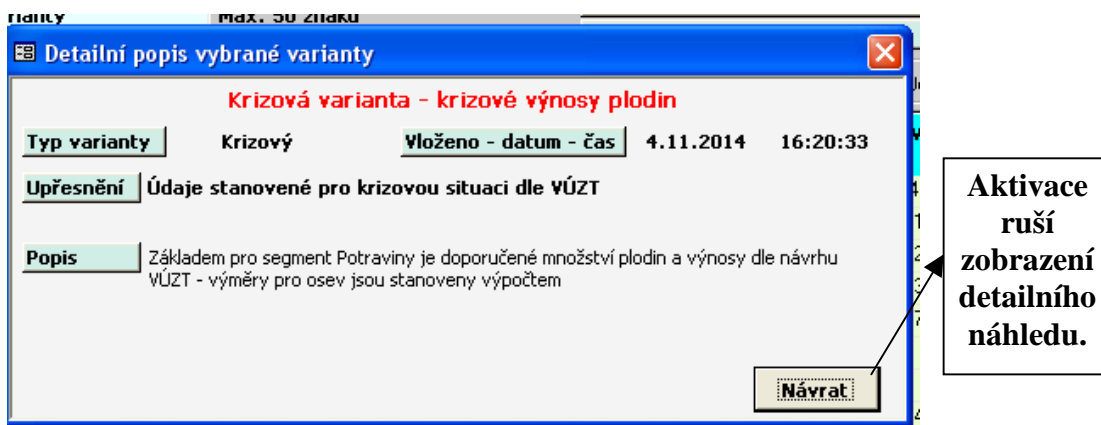 Max. 50 znaků
Detailní popis vybrané varianty
Krizová varianta - krizové výnosy plodin
Typ varianty Krizový Vloženo - datum - čas 4.11.2014 16:20:33
Upřesnění Údaje stanovené pro krizovou situaci dle VÚZT
Popis Základem pro segment Potraviny je doporučené množství plodin a výnosy dle návrhu
VÚZT - výměry pro osev jsou stanoveny výpočtem
Návrat
Aktivace
ruší
zobrazení
detailního
náhledu.